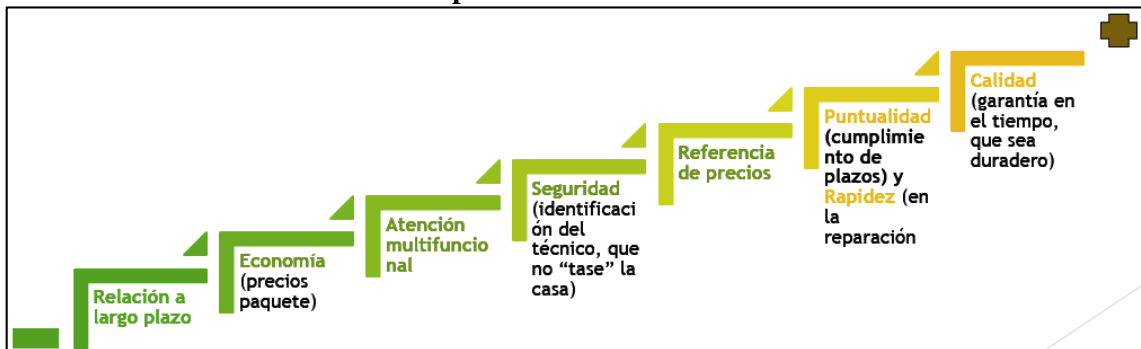 Relación a
largo plazo
Economía
(precios
paquete)
Atención
multifuncio
nal
Seguridad
(identificaci
ón del
técnico, que
no “tase” la
casa)
Referencia
de precios
Puntualidad
(cumplimie
nto de
plazos) y
Rapidez (en
la
reparación
Calidad
(garantía en
el tiempo,
que sea
duradero)